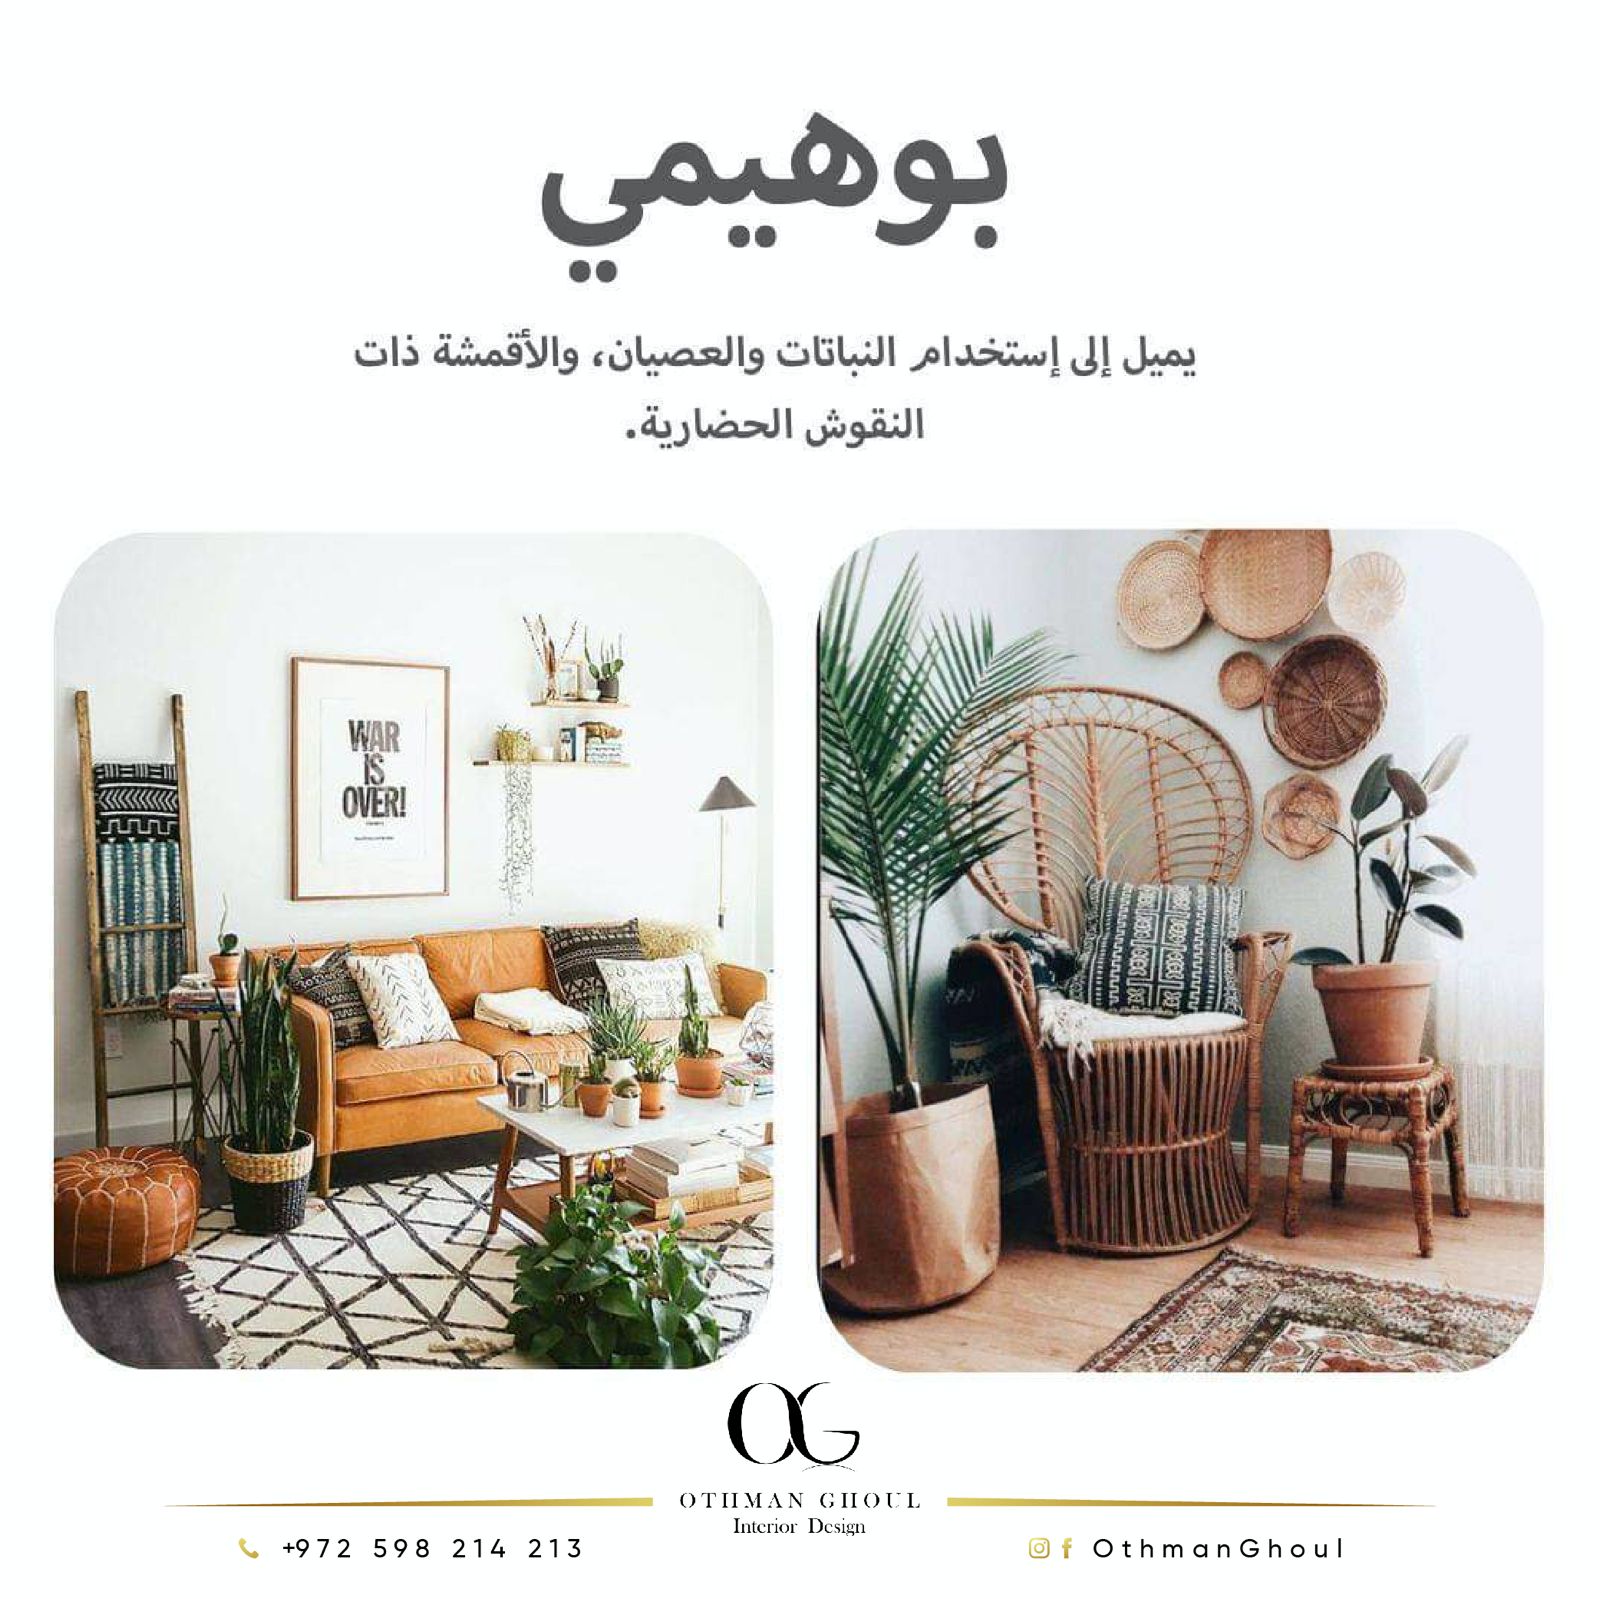 بوهيمي
يميل إلى إستخدام النباتات والعصيان، والأقمشة ذات
النقوش الحضارية.
WAR
IS
OVER!
OG
OTHMAN GHOUL
Interior Design
+972 598 214 213
OthmanGhoul